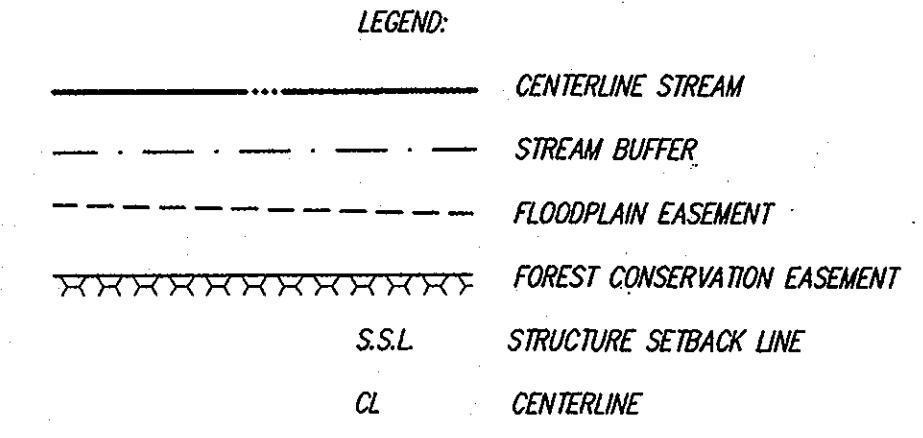 LEGEND:
CENTERLINE STREAM
STREAM BUFFER
FLOODPLAIN EASEMENT
FOREST CONSERVATION EASEMENT
S.S.L. STRUCTURE SETBACK LINE
CL CENTERLINE